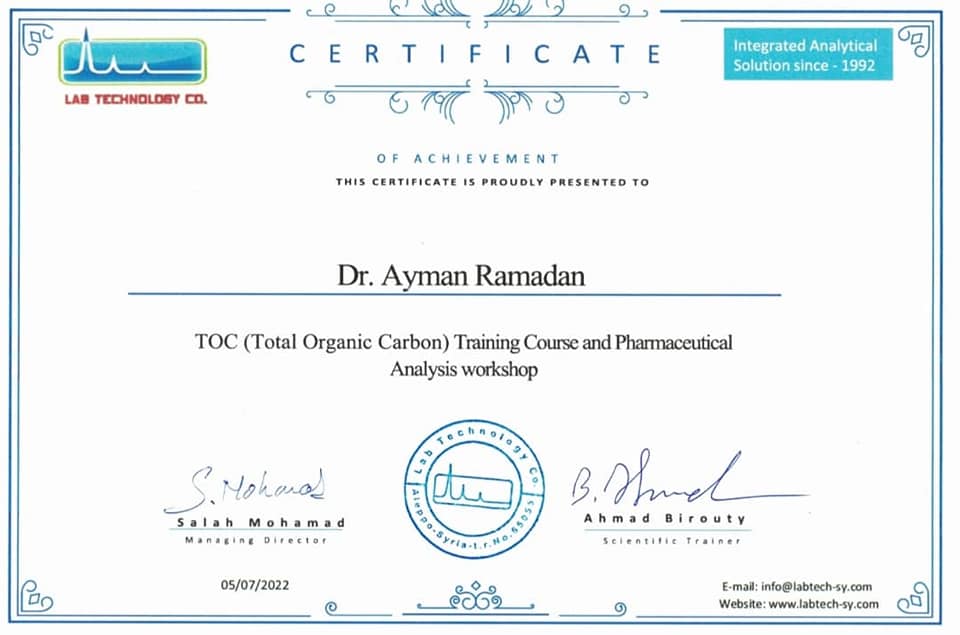 LAB TECHNOLOGY CO.
CERTIFICATE
Integrated Analytical
Solution since - 1992
OF ACHIEVEMENT
THIS CERTIFICATE IS PROUDLY PRESENTED TO
Dr. Ayman Ramadan
TOC (Total Organic Carbon) Training Course and Pharmaceutical
Analysis workshop
S. Mohamad
Salah Mohamad
Managing Director
Lab Technology Co.
Aleppo-Syria-t.r.No.65055
B. Ahmad
Ahmad Birouty
Scientific Trainer
05/07/2022
E-mail: info@labtech-sy.com
Website: www.labtech-sy.com